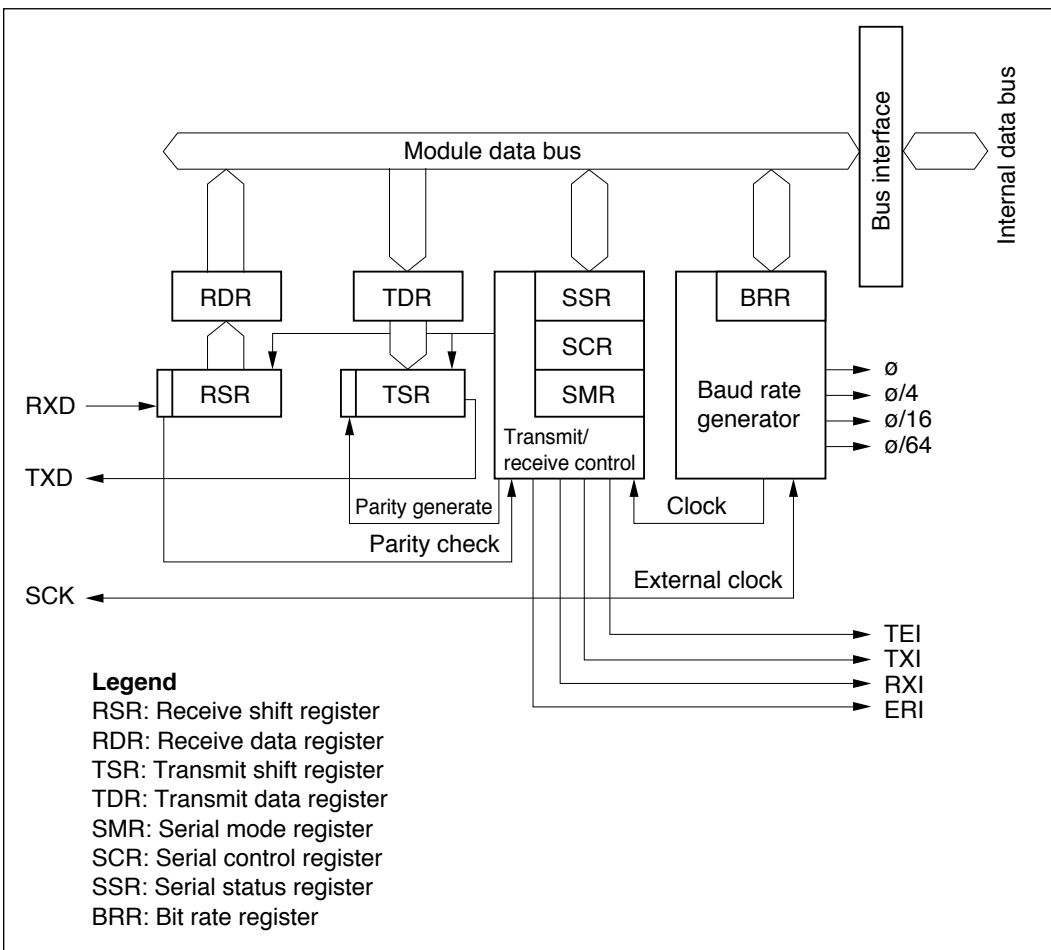 Module data bus
Bus interface
Internal data bus
RDR
TDR
SSR
BRR
SCR
RSR
TSR
SMR
Baud rate
generator
ø
ø/4
ø/16
ø/64
RXD
Transmit/
receive control
TXD
Parity generate
Clock
Parity check
External clock
SCK
TEI
TXI
RXI
ERI
Legend
RSR: Receive shift register
RDR: Receive data register
TSR: Transmit shift register
TDR: Transmit data register
SMR: Serial mode register
SCR: Serial control register
SSR: Serial status register
BRR: Bit rate register